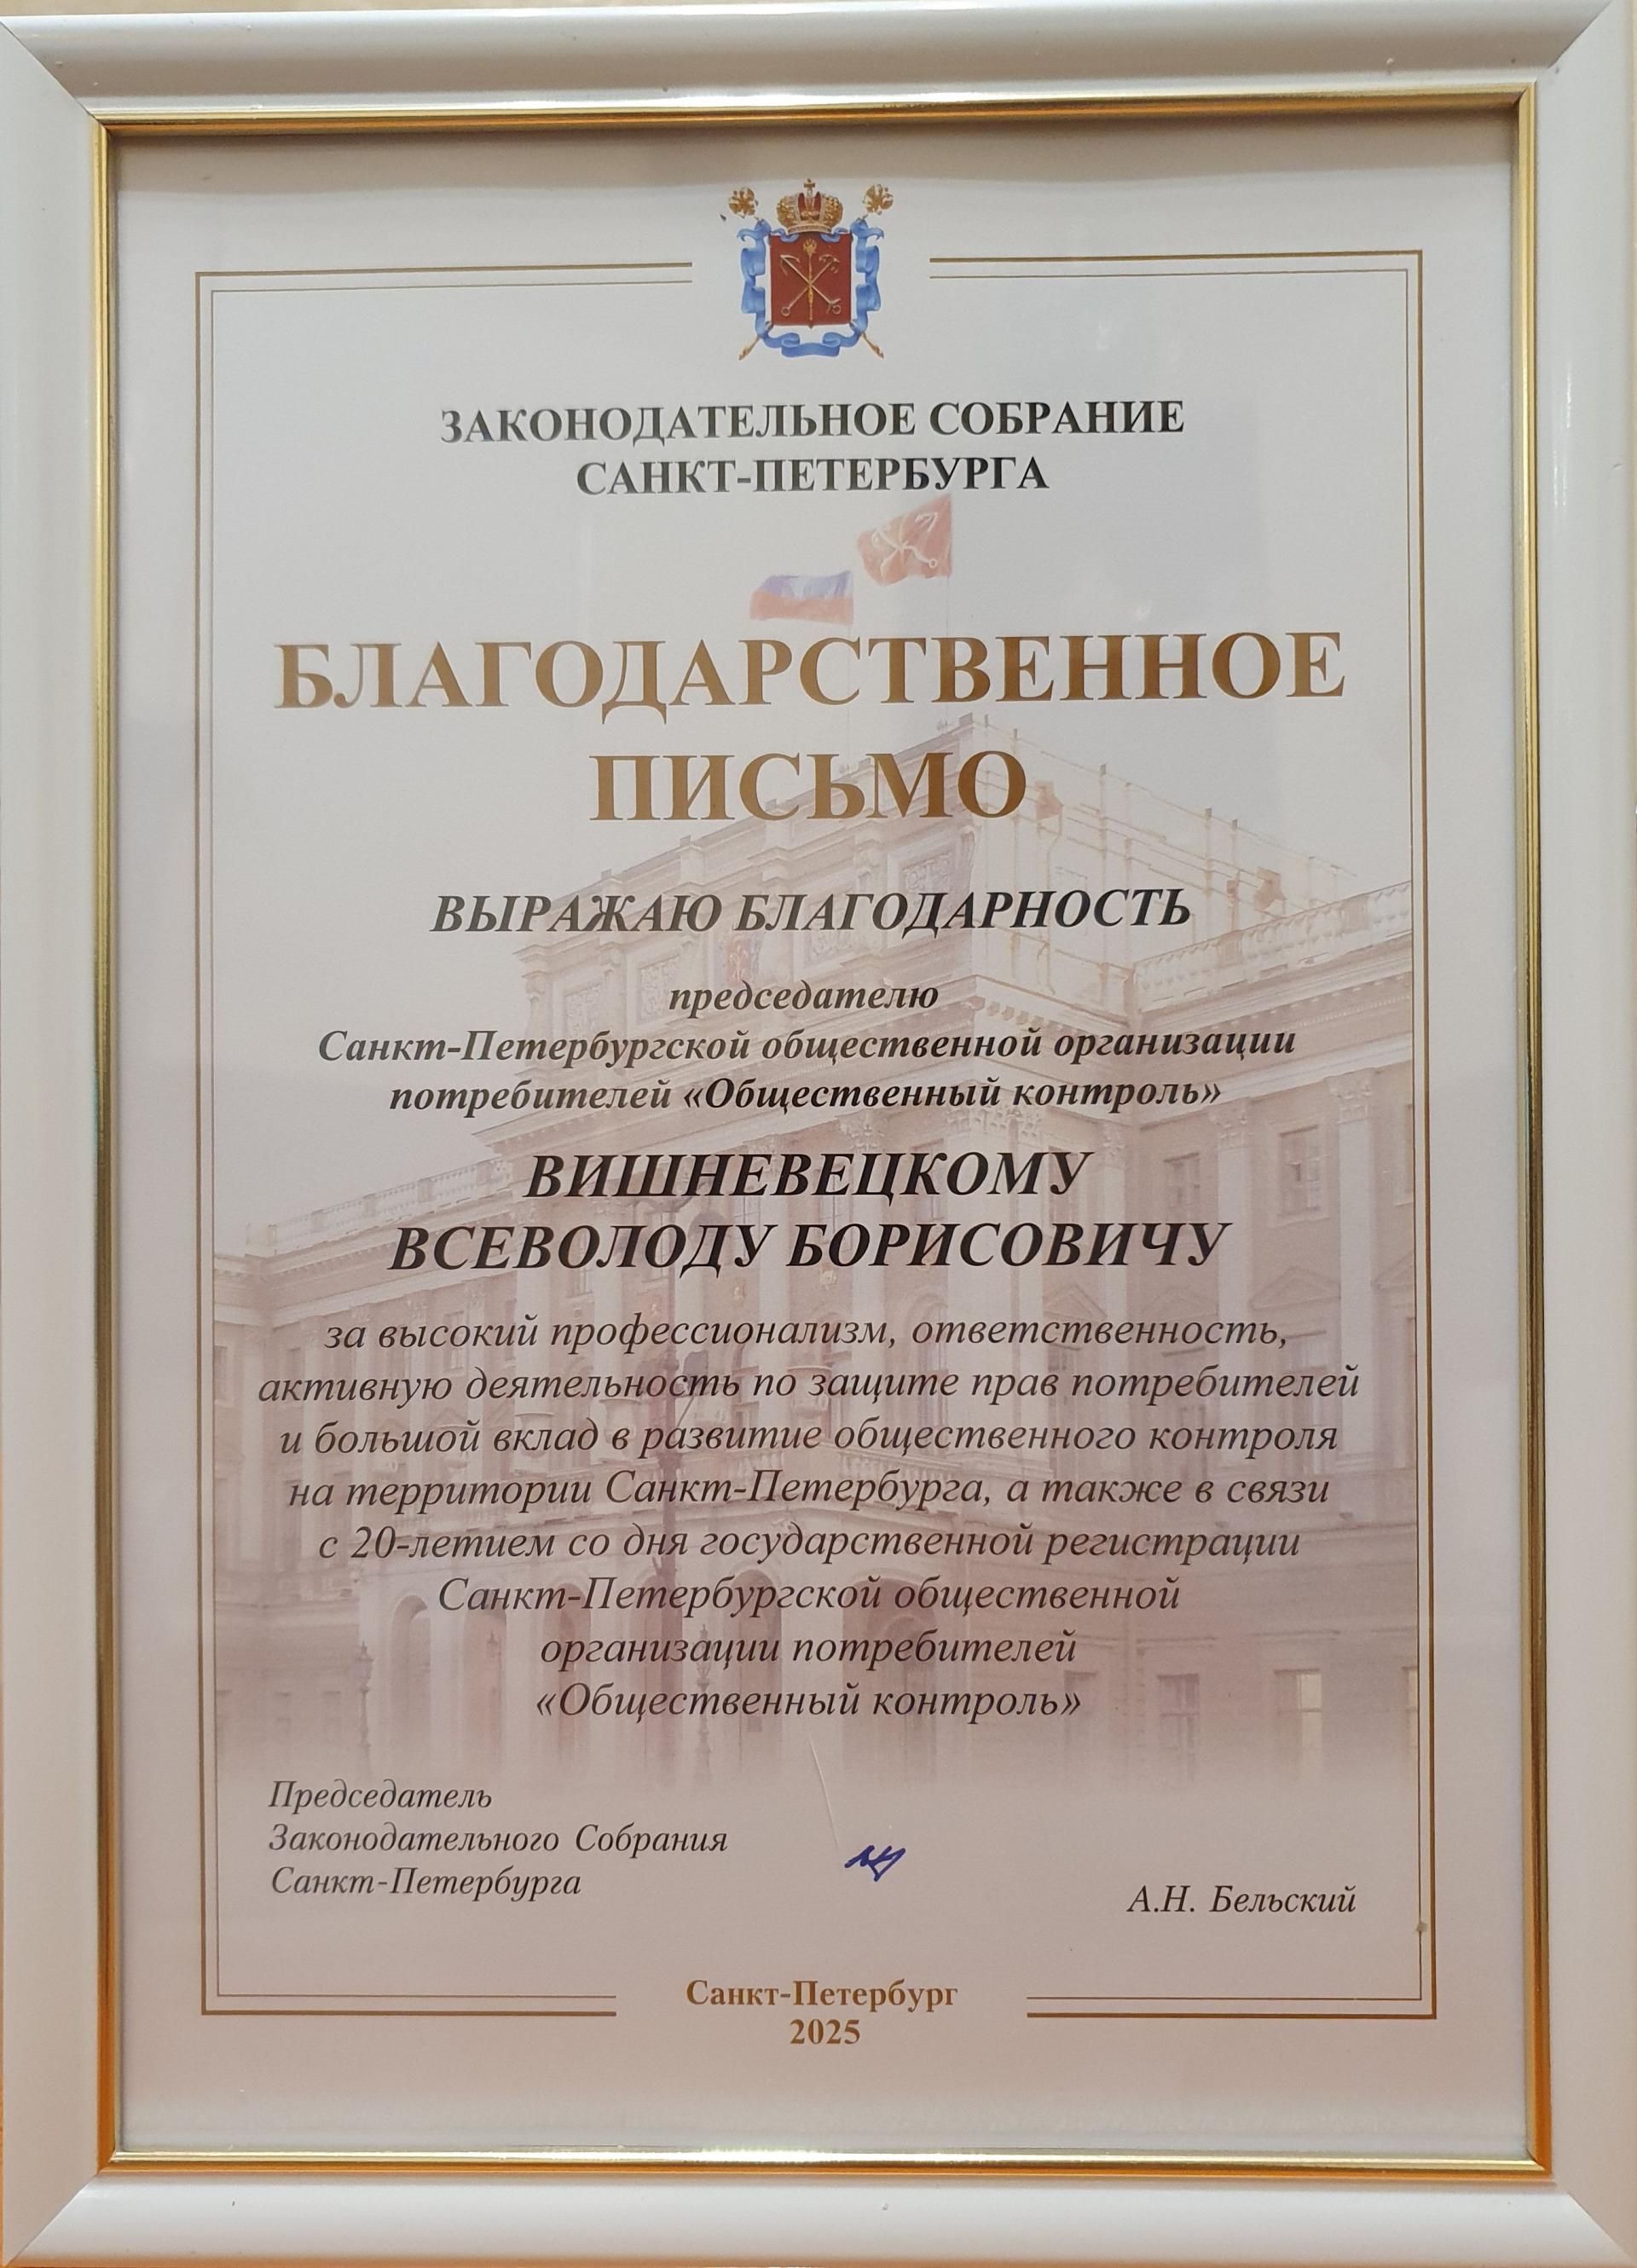 ЗАКОНОДАТЕЛЬНОЕ СОБРАНИЕ
САНКТ-ПЕТЕРБУРГА
БЛАГОДАРСТВЕННОЕ
ПИСЬМО
ВЫРАЖАЮ БЛАГОДАРНОСТЬ
председателю
Санкт-Петербургской общественной организации
потребителей «Общественный контроль»
ВИШНЕВЕЦКОМУ
ВСЕВОЛОДУ БОРИСОВИЧУ
за высокий профессионализм, ответственность,
активную деятельность по защите прав потребителей
и большой вклад в развитие общественного контроля
на территории Санкт-Петербурга, а также в связи
с 20-летием со дня государственной регистрации
Санкт-Петербургской общественной
организации потребителей
«Общественный контроль»
Председатель
Законодательного Собрания
Санкт-Петербурга
А.Н. Бельский
Санкт-Петербург
2025